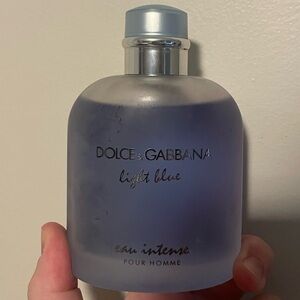 DOLCE & GABBANA
light blue
eau intense
POUR HOMME